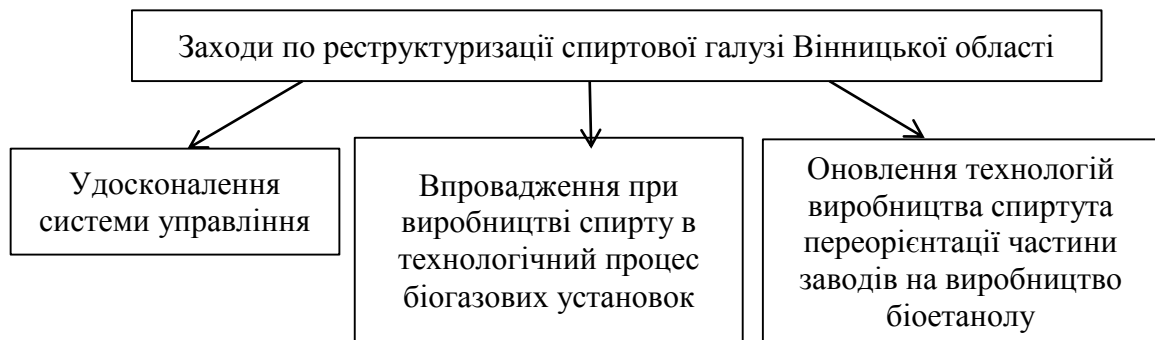 Заходи по реструктуризації спиртової галузі Вінницької області
Удосконалення
системи управління
Впровадження при
виробництві спирту в
технологічний процес
біогазових установок
Оновлення технологій
виробництва спиртута
переорієнтації частини
заводів на виробництво
біоетанолу